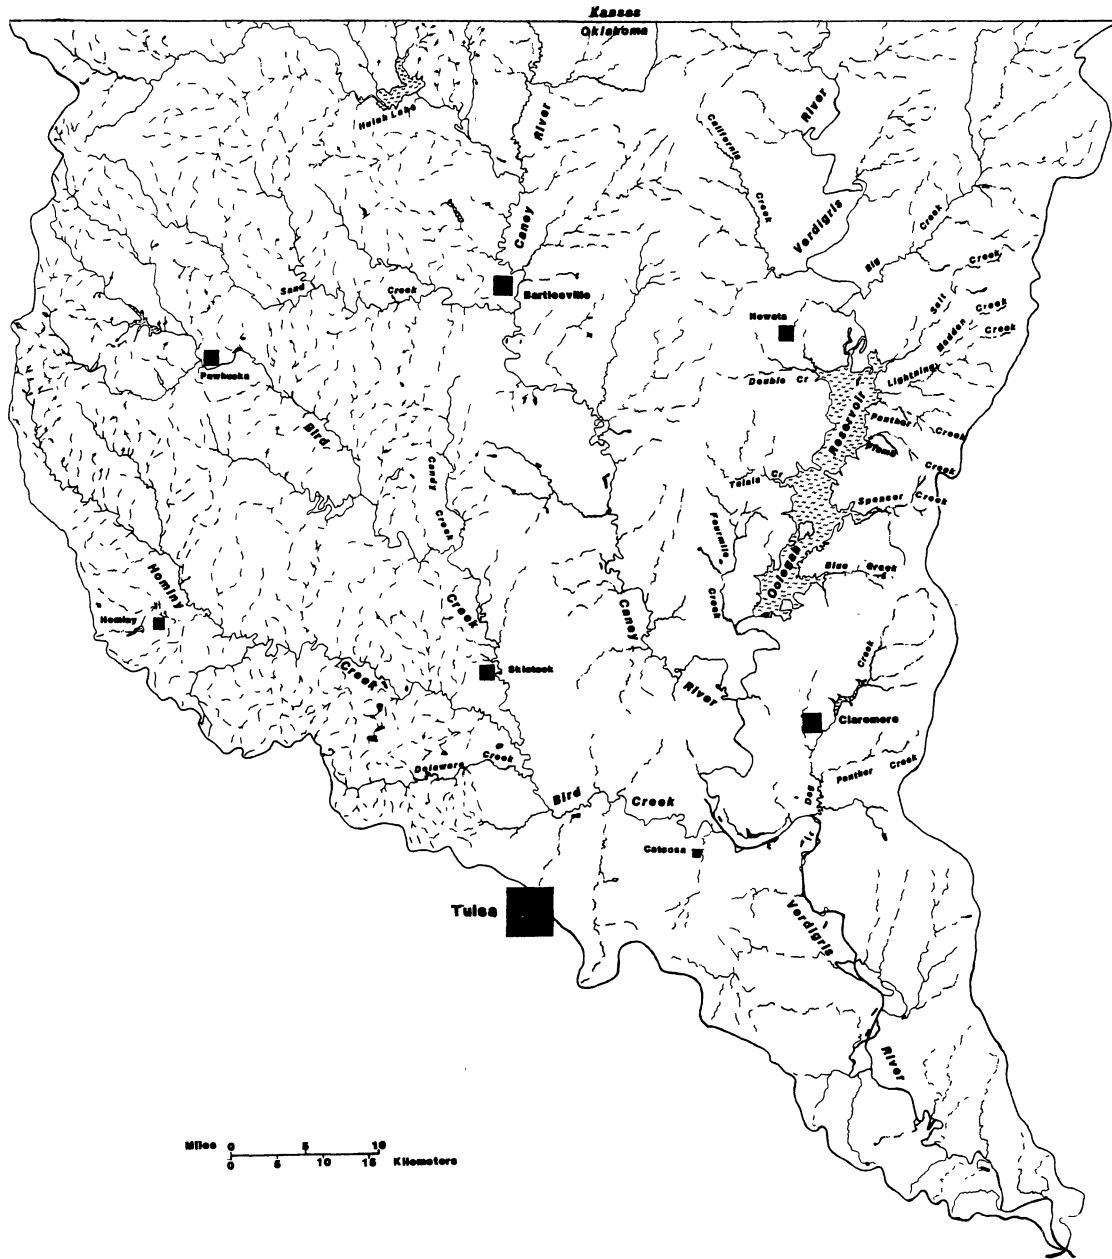 Kansas
Oklahoma
Hulah Lake
River
Caney
California
Creek
River
Verdigris
Big
Creek
Sand
Creek
Bartlesville
Nowata
Salt
Creek
Madden
Creek
Lightning
Creek
Pawhuska
Double Cr
Reservoir
Panther
Creek
Creek
Bird
Candy
Creek
Talala Cr
Spencer Creek
Fourmile
Creek
Oologah
Blue Creek
Hominy
Hominy
Creek
Creek
Caney
River
Skiatook
Creek
Claremore
Delaware Creek
Panther Creek
Dog
Bird Creek
Catoosa
Tulsa
Verdigris
River
Miles 0 5 10
0 5 10 15 Kilometers